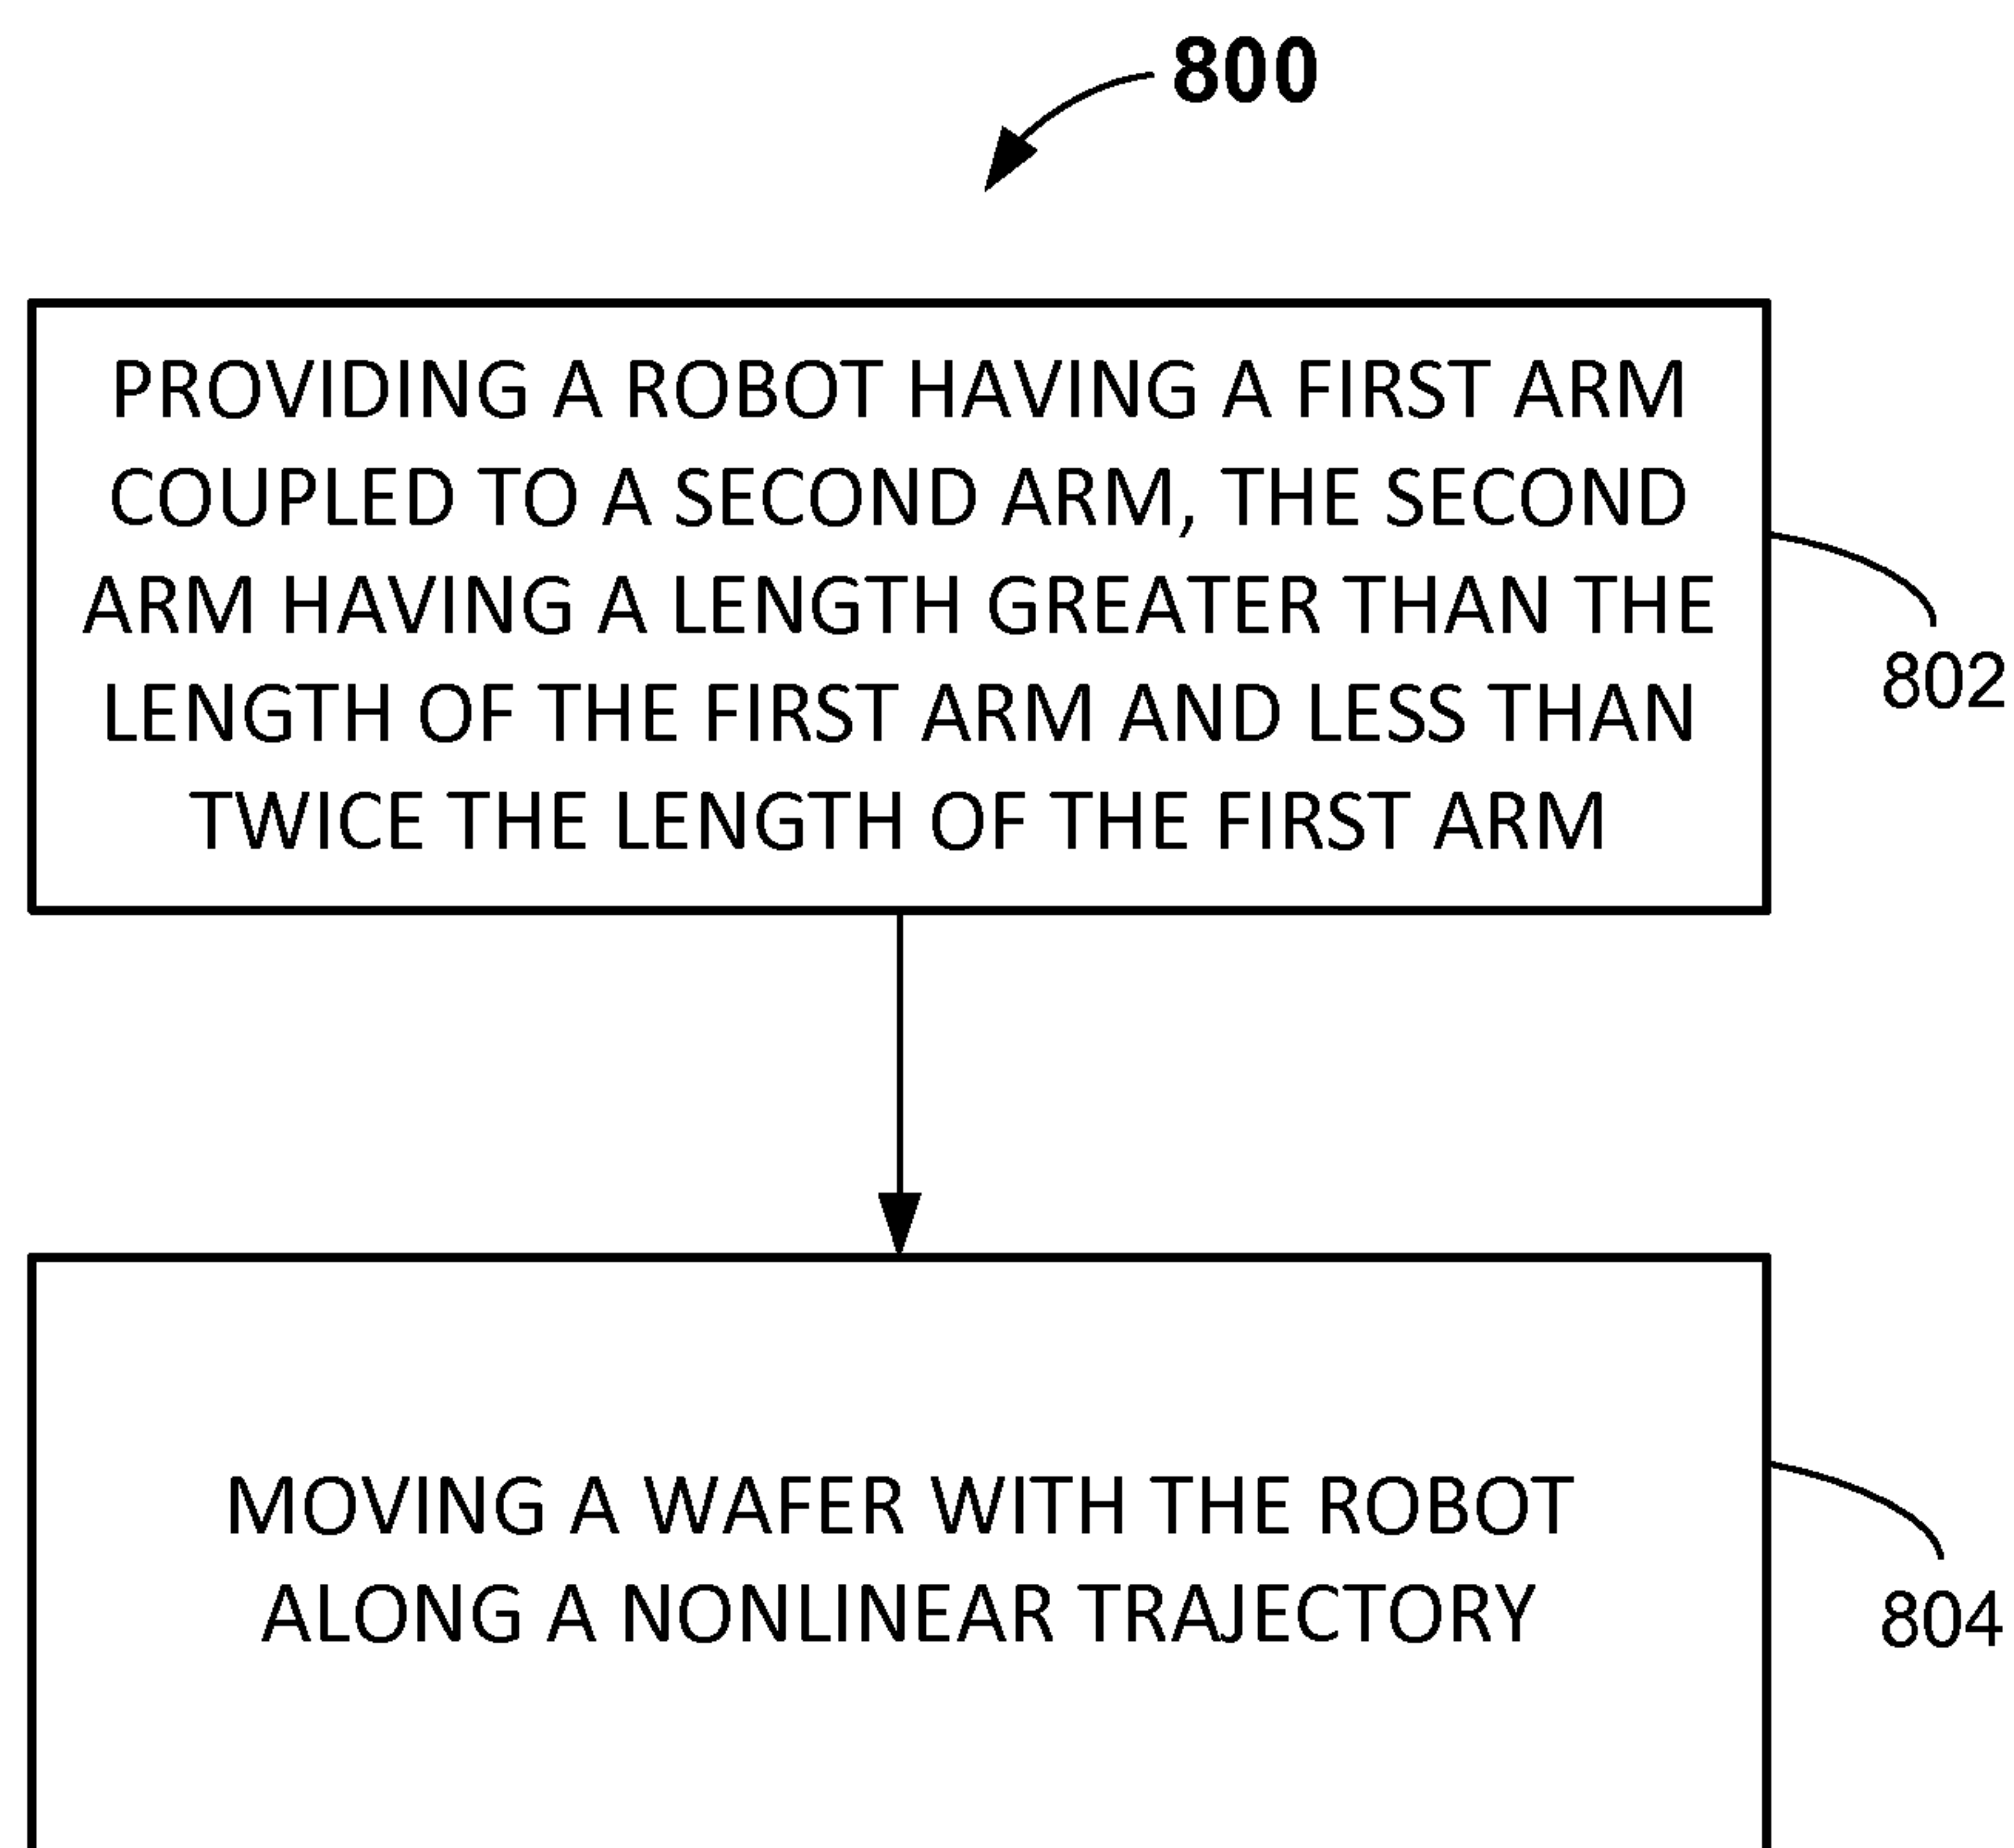 800
PROVIDING A ROBOT HAVING A FIRST ARM
COUPLED TO A SECOND ARM, THE SECOND
ARM HAVING A LENGTH GREATER THAN THE
LENGTH OF THE FIRST ARM AND LESS THAN
TWICE THE LENGTH OF THE FIRST ARM
802
MOVING A WAFER WITH THE ROBOT
ALONG A NONLINEAR TRAJECTORY
804